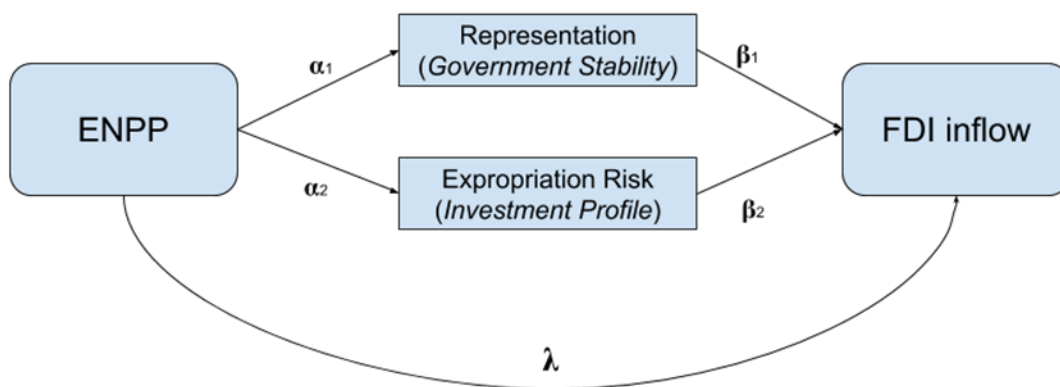 Representation
(Government Stability)
α1
β1
ENPP
FDI inflow
α2
Expropriation Risk
(Investment Profile)
β2
λ